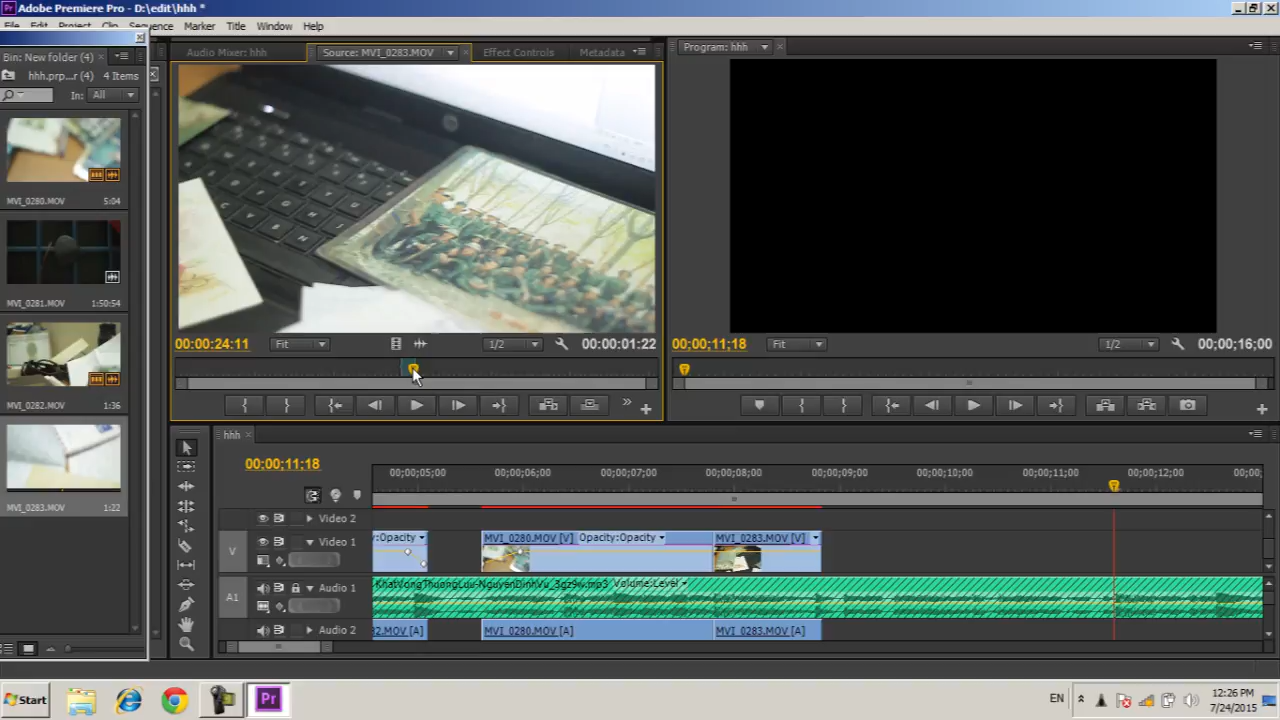 Pr Adobe Premiere Pro - D:\edit\hhh *
File Edit Project Clip Sequence Marker Title Window Help
Bin: New folder (4)
hhh.prp...r (4) 4 Items
In: All
MVI_0280.MOV 5:04
MVI_0281.MOV 1:50:54
MVI_0282.MOV 1:36
MVI_0283.MOV 1:22
Audio Mixer: hhh Source: MVI_0283.MOV Effect Controls Metadata
00:00:24:11 Fit 1/2 00:00:01:22
Program: hhh
00;00;11;18 Fit 1/2 00;00;16;00
hhh
00;00;11;18
00;00;05;00 00;00;06;00 00;00;07;00 00;00;08;00 00;00;09;00 00;00;10;00 00;00;11;00 00;00;12;00 00;00;
Video 2
V Video 1
y:Opacity MVI_0280.MOV [V] Opacity:Opacity MVI_0283.MOV [V]
A1 Audio 1
KhatVongThuongLuu-NguyenDinhVu_3gz9w.mp3 Volume:Level
Audio 2
2.MOV [A] MVI_0280.MOV [A] MVI_0283.MOV [A]
Start Pr EN 12:26 PM
7/24/2015